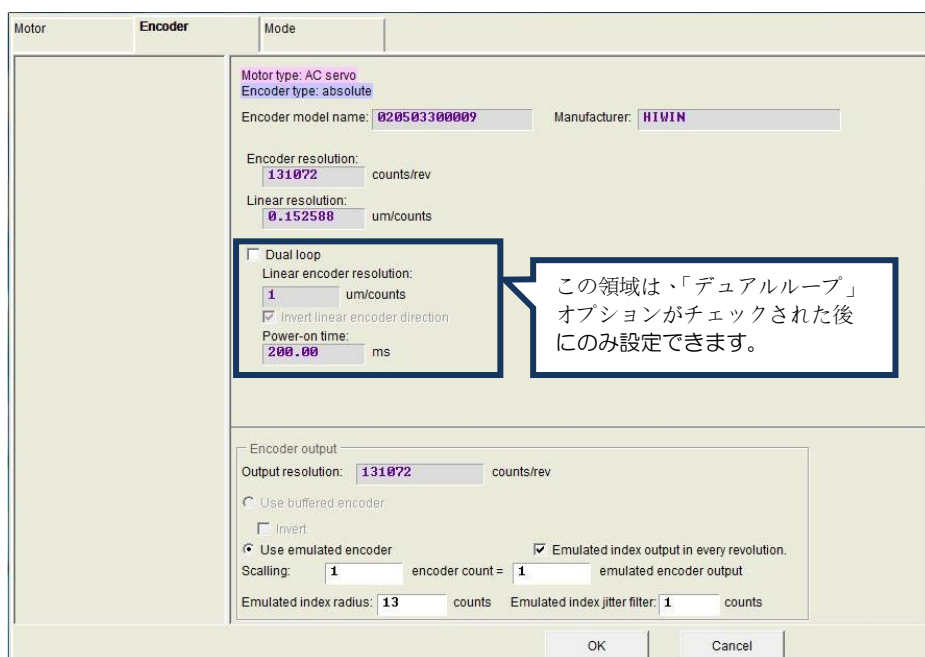 Motor Encoder Mode
Motor type: AC servo
Encoder type: absolute
Encoder model name: 020503300009 Manufacturer: HIWIN
Encoder resolution:
131072 counts/rev
Linear resolution:
0.152588 um/counts
Dual loop
Linear encoder resolution:
1 um/counts
Invert linear encoder direction
Power-on time:
200.00 ms
この領域は、「デュアルループ」
オプションがチェックされた後
にのみ設定できます。
Encoder output
Output resolution: 131072 counts/rev
Use buffered encoder
Invert
Use emulated encoder Emulated index output in every revolution.
Scalling: 1 encoder count = 1 emulated encoder output
Emulated index radius: 13 counts Emulated index jitter filter: 1 counts
OK Cancel